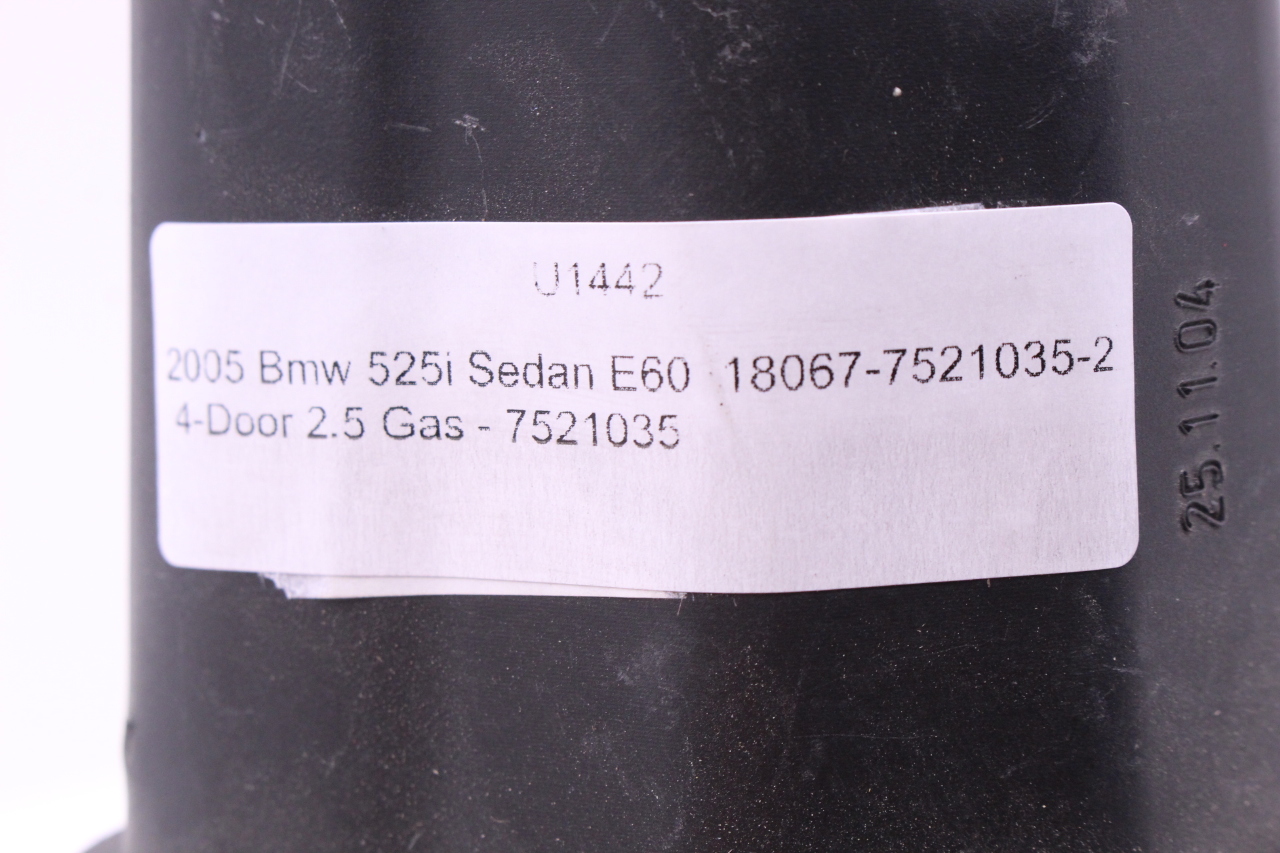 U1442
2005 Bmw 525i Sedan E60 18067-7521035-2
4-Door 2.5 Gas - 7521035
25.11.04